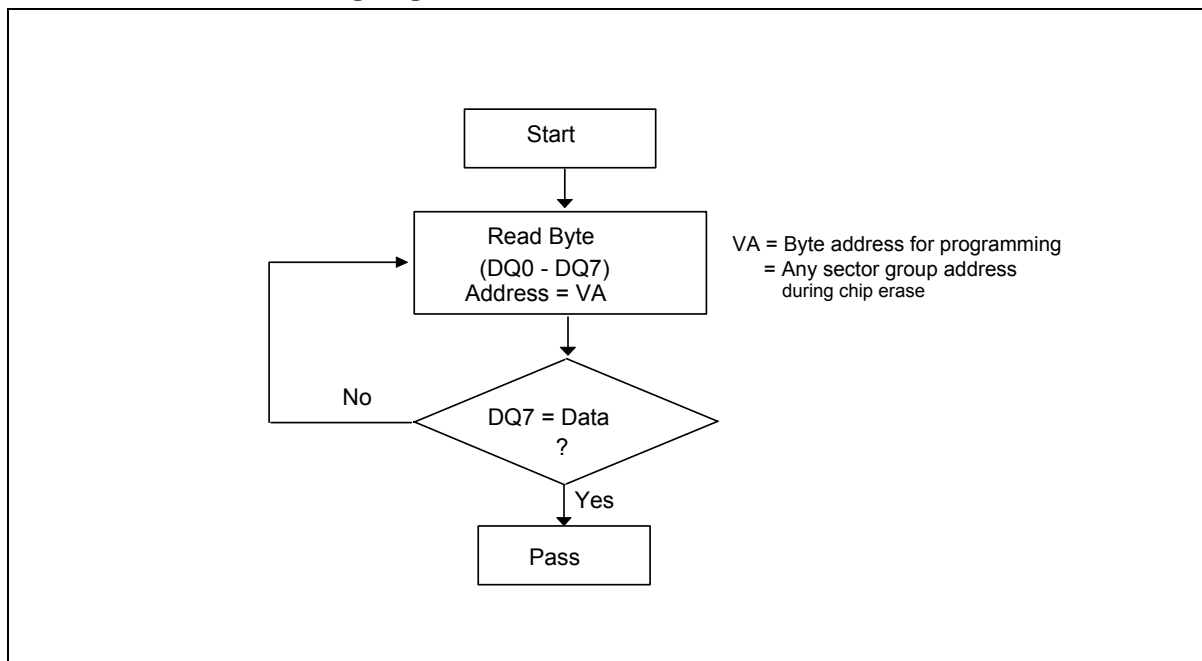 Start
Read Byte
(DQ0 - DQ7)
Address = VA
VA = Byte address for programming
= Any sector group address
during chip erase
No
DQ7 = Data
?
Yes
Pass